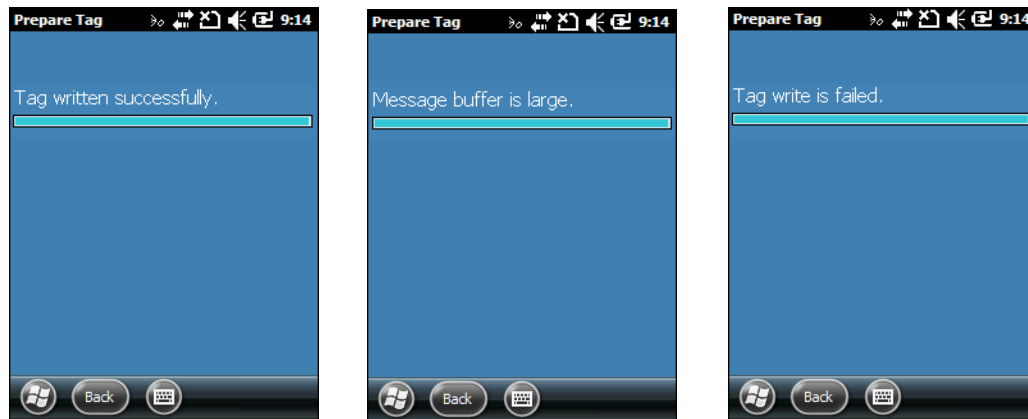 Prepare Tag 9:14
Tag written successfully.
Back
Prepare Tag 9:14
Message buffer is large.
Back
Prepare Tag 9:14
Tag write is failed.
Back